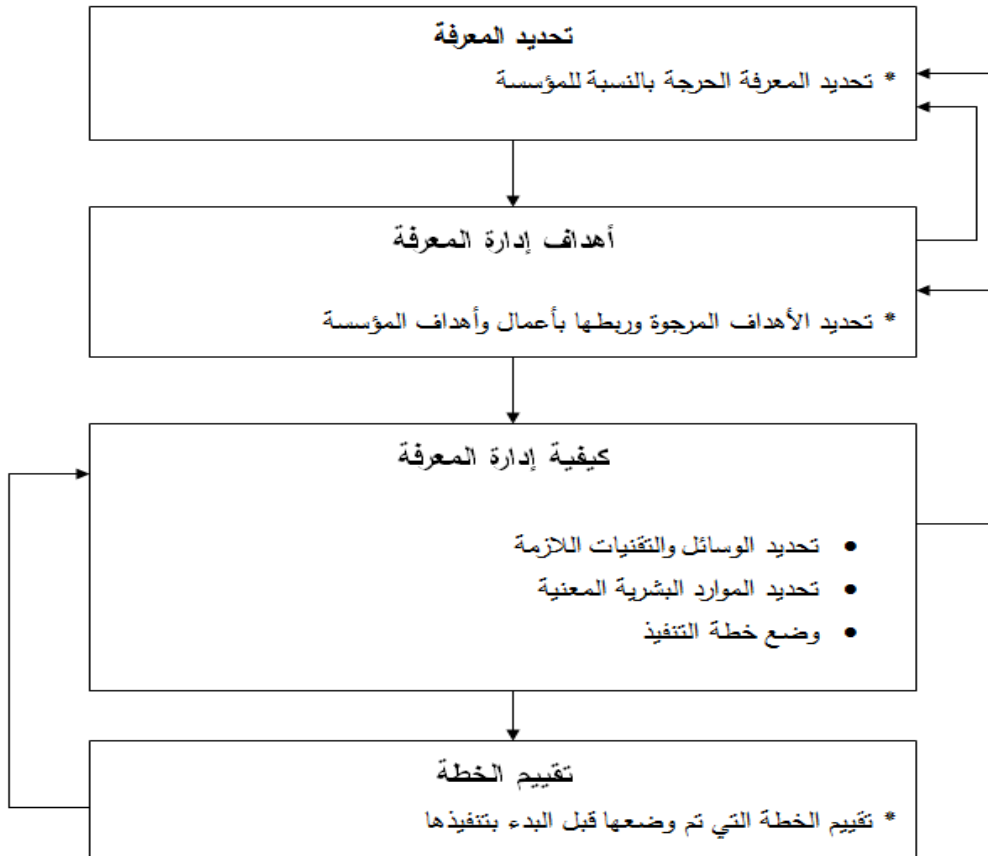 تحديد المعرفة
* تحديد المعرفة الحرجة بالنسبة للمؤسسة
أهداف إدارة المعرفة
* تحديد الأهداف المرجوة وربطها بأعمال وأهداف المؤسسة
كيفية إدارة المعرفة
• تحديد الوسائل والتقنيات اللازمة
• تحديد الموارد البشرية المعنية
• وضع خطة التنفيذ
تقييم الخطة
* تقييم الخطة التي تم وضعها قبل البدء بتنفيذها